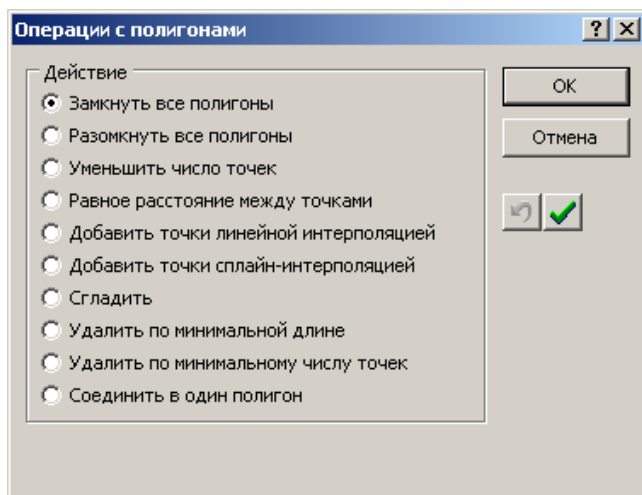 Операции с полигонами
Действие
Замкнуть все полигоны
Разомкнуть все полигоны
Уменьшить число точек
Равное расстояние между точками
Добавить точки линейной интерполяцией
Добавить точки сплайн-интерполяцией
Сгладить
Удалить по минимальной длине
Удалить по минимальному числу точек
Соединить в один полигон
OK
Отмена